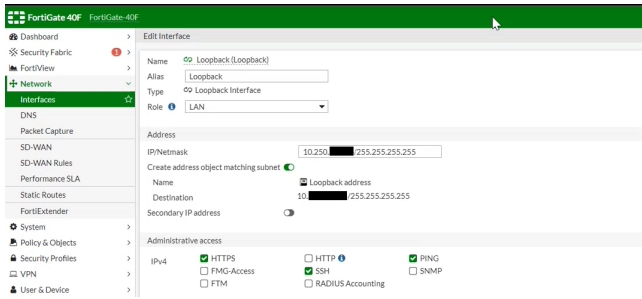 FortiGate 40F FortiGate-40F
Dashboard
Edit Interface
Security Fabric 1
FortiView
Network
Interfaces
DNS
Packet Capture
SD-WAN
SD-WAN Rules
Performance SLA
Static Routes
FortiExtender
System
Policy & Objects
Security Profiles
VPN
User & Device
Name Loopback (Loopback)
Alias Loopback
Type Loopback Interface
Role LAN
Address
IP/Netmask 10.250. /255.255.255.255
Create address object matching subnet
Name Loopback address
Destination 10. /255.255.255.255
Secondary IP address
Administrative access
IPv4 HTTPS HTTP PING
FMG-Access SSH SNMP
FTM RADIUS Accounting